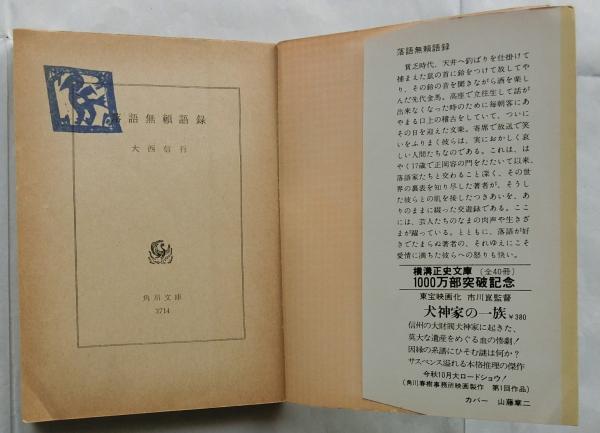 落語無頼語録
大西信行
角川文庫
3714
落語無頼語録
貧乏時代、天井へ釣ばりを仕掛けて
捕まえた鼠の首に鈴をつけて放してや
り、その鈴の音を聞きながら酒を楽し
んだ先代金馬。高座で立往生して話が
出来なくなった時のために毎朝客にあ
やまる口上の稽古をしていて、ついに
その日を迎えた文楽。寄席で放送で笑
いをふりまく彼らは、実におかしく哀
しい人間たちなのである。これは、は
やく17歳で正岡容の門をたたいて以来、
落語家たちと交わること深く、その世
界の裏表を知り尽した著者が、そうし
た彼らとの肌を接したつきあいを、あ
りのままに綴った交遊録である。ここ
には、芸人たちのなまの肉声や生きざ
まが躍っている。とともに、落語が好
きでたまらぬ著者の、それゆえにこそ
愛情に満ちた彼らへの怒りも快い。
横溝正史文庫（全40冊）
1000万部突破記念
東宝映画化 市川崑監督
犬神家の一族 ¥380
信州の大財閥犬神家に起きた、
莫大な遺産をめぐる血の惨劇！
因縁の系譜にひそむ謎は何か？
サスペンス溢れる本格推理の傑作
今秋10月大ロードショウ！
（角川春樹事務所映画製作 第1回作品）
カバー 山藤章二